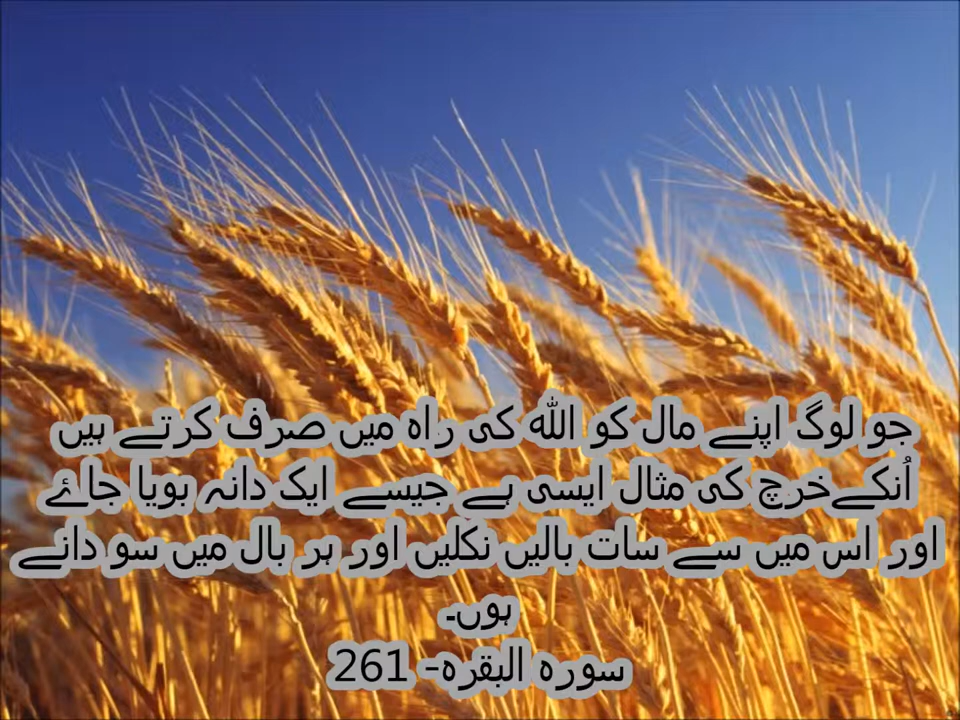 جو لوگ اپنے مال کو اللہ کی راہ میں صرف کرتے ہیں
اُنکےخرچ کی مثال ایسی ہے جیسے ایک دانہ بویا جاۓ
اور اس میں سے سات بالیں نکلیں اور ہر بال میں سو دانے
ہوں۔
سورہ البقرہ- 261